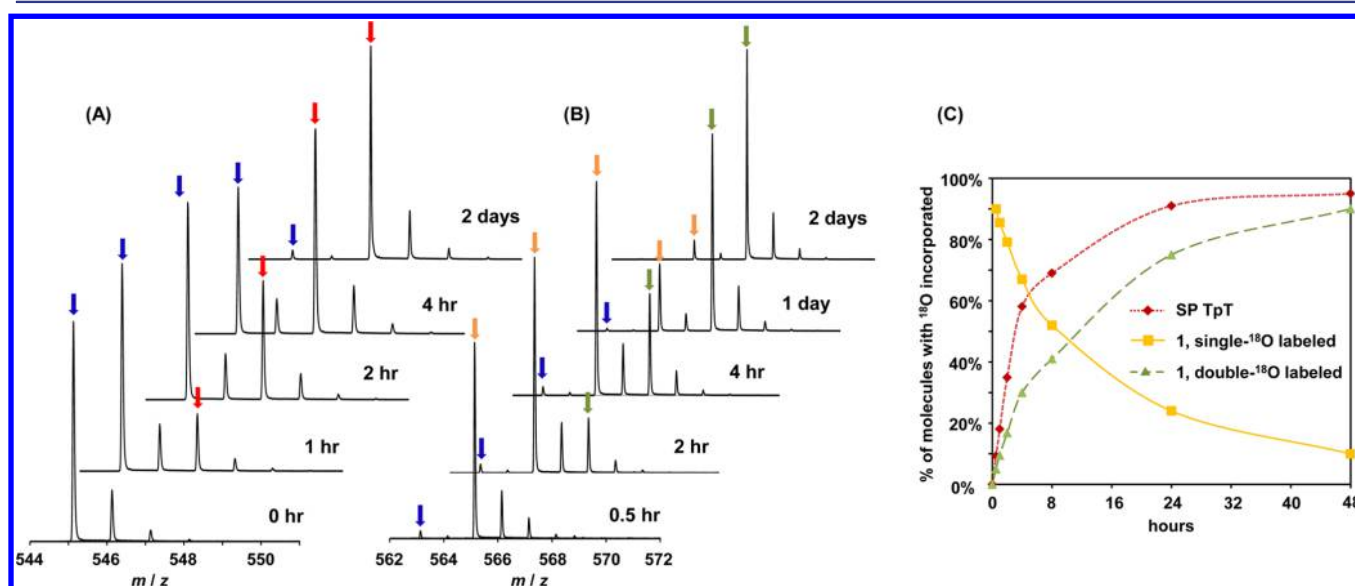 (A)
2 days
4 hr
2 hr
1 hr
0 hr
544 546 548 550
m / z
(B)
2 days
1 day
4 hr
2 hr
0.5 hr
562 564 566 568 570 572
m / z
(C)
% of molecules with ¹⁸O incorporated
100%
80%
60%
40%
20%
0%
SP TpT
1, single-¹⁸O labeled
1, double-¹⁸O labeled
0 8 16 24 32 40 48
hours